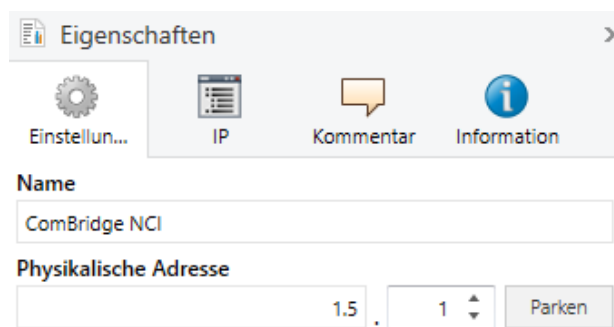 Eigenschaften
Einstellun... IP Kommentar Information
Name
ComBridge NCI
Physikalische Adresse
1.5 . 1 Parken